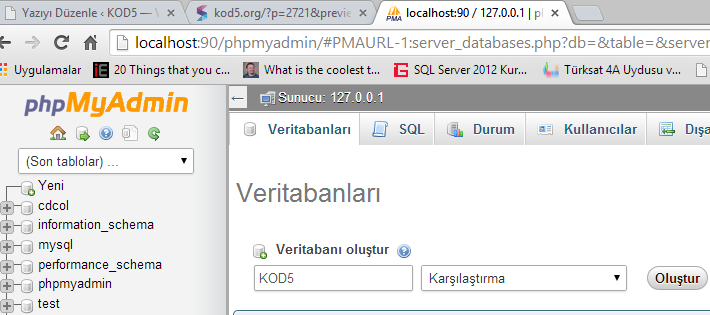 Yazıyı Düzenle ‹ KOD5 — V
kod5.org/?p=2721&previe
localhost:90 / 127.0.0.1 | p
localhost:90/phpmyadmin/#PMAURL-1:server_databases.php?db=&table=&server
Uygulamalar
20 Things that you c...
What is the coolest t...
SQL Server 2012 Kur...
Türksat 4A Uydusu v...
phpMyAdmin
Sunucu: 127.0.0.1
Veritabanları
SQL
Durum
Kullanıcılar
Dışa
(Son tablolar) ...
Yeni
cdcol
information_schema
mysql
performance_schema
phpmyadmin
test
Veritabanları
Veritabanı oluştur
KOD5
Karşılaştırma
Oluştur